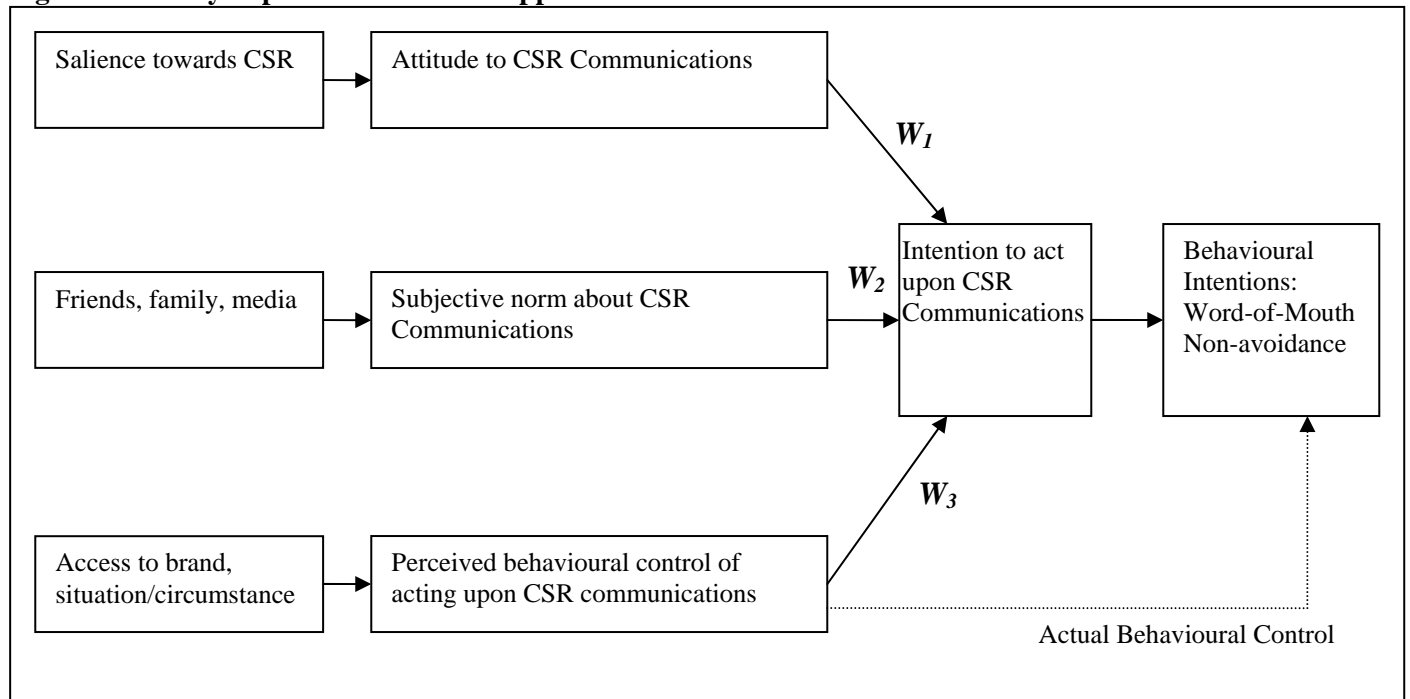 Salience towards CSR
Attitude to CSR Communications
W1
Friends, family, media
Subjective norm about CSR
Communications
W2
Intention to act
upon CSR
Communications
Behavioural
Intentions:
Word-of-Mouth
Non-avoidance
W3
Access to brand,
situation/circumstance
Perceived behavioural control of
acting upon CSR communications
Actual Behavioural Control